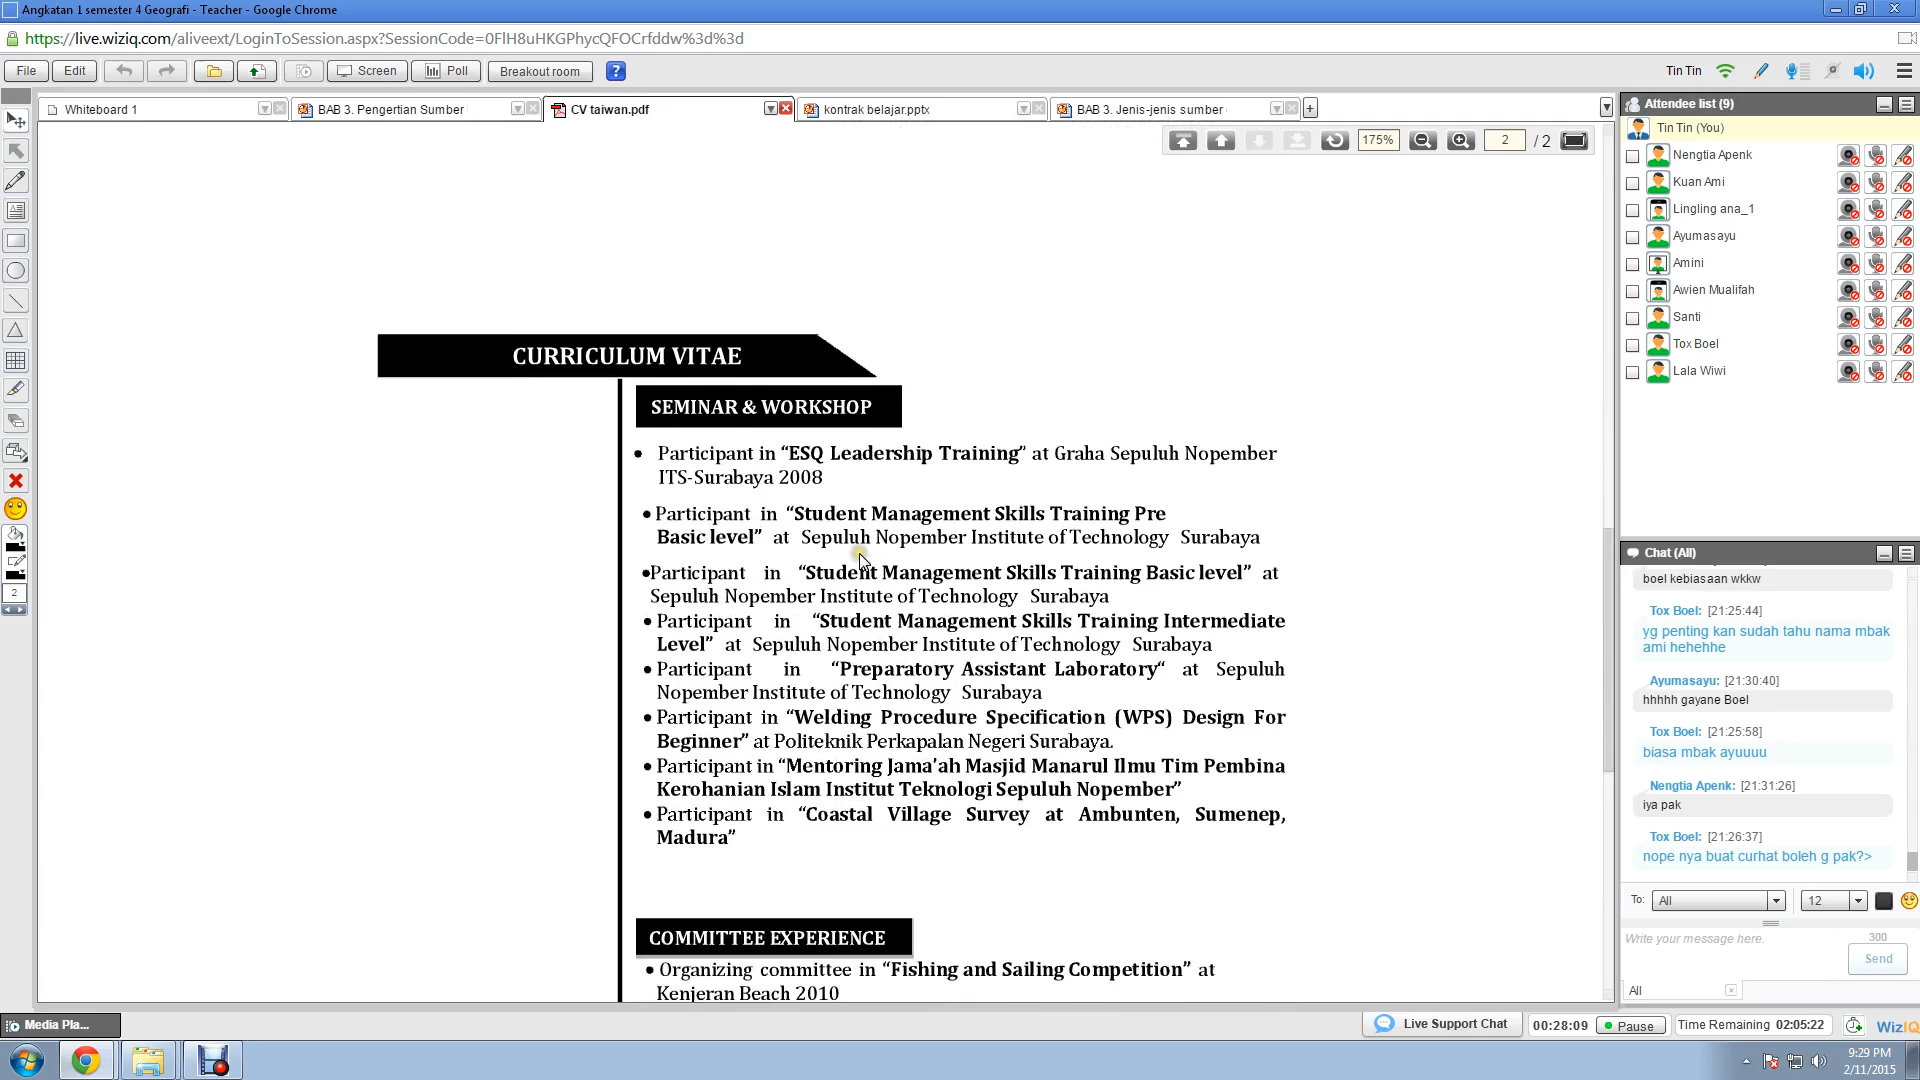 Angkatan 1 semester 4 Geografi - Teacher - Google Chrome
https://live.wiziq.com/aliveext/LoginToSession.aspx?SessionCode=0FlH8uHKGPhycQFOCrfddw%3d%3d
File Edit Screen Poll Breakout room ? Tin Tin
Whiteboard 1 BAB 3. Pengertian Sumber CV taiwan.pdf kontrak belajar.pptx BAB 3. Jenis-jenis sumber +
175% 2 / 2
CURRICULUM VITAE
SEMINAR & WORKSHOP
• Participant in “ESQ Leadership Training” at Graha Sepuluh Nopember
ITS-Surabaya 2008
• Participant in “Student Management Skills Training Pre
Basic level” at Sepuluh Nopember Institute of Technology Surabaya
•Participant in “Student Management Skills Training Basic level” at
Sepuluh Nopember Institute of Technology Surabaya
• Participant in “Student Management Skills Training Intermediate
Level” at Sepuluh Nopember Institute of Technology Surabaya
• Participant in “Preparatory Assistant Laboratory“ at Sepuluh
Nopember Institute of Technology Surabaya
• Participant in “Welding Procedure Specification (WPS) Design For
Beginner” at Politeknik Perkapalan Negeri Surabaya.
• Participant in “Mentoring Jama’ah Masjid Manarul Ilmu Tim Pembina
Kerohanian Islam Institut Teknologi Sepuluh Nopember”
• Participant in “Coastal Village Survey at Ambunten, Sumenep,
Madura”
COMMITTEE EXPERIENCE
• Organizing committee in “Fishing and Sailing Competition” at
Kenjeran Beach 2010
2
Attendee list (9)
Tin Tin (You)
Nengtia Apenk
Kuan Ami
Lingling ana_1
Ayumasayu
Amini
Awien Mualifah
Santi
Tox Boel
Lala Wiwi
Chat (All)
boel kebiasaan wkkw
Tox Boel: [21:25:44]
yg penting kan sudah tahu nama mbak
ami hehehhe
Ayumasayu: [21:30:40]
hhhhh gayane Boel
Tox Boel: [21:25:58]
biasa mbak ayuuuu
Nengtia Apenk: [21:31:26]
iya pak
Tox Boel: [21:26:37]
nope nya buat curhat boleh g pak?>
To: All 12
Write your message here. 300
Send
All
Media Pla... Live Support Chat 00:28:09 Pause Time Remaining 02:05:22 WizIQ
9:29 PM
2/11/2015